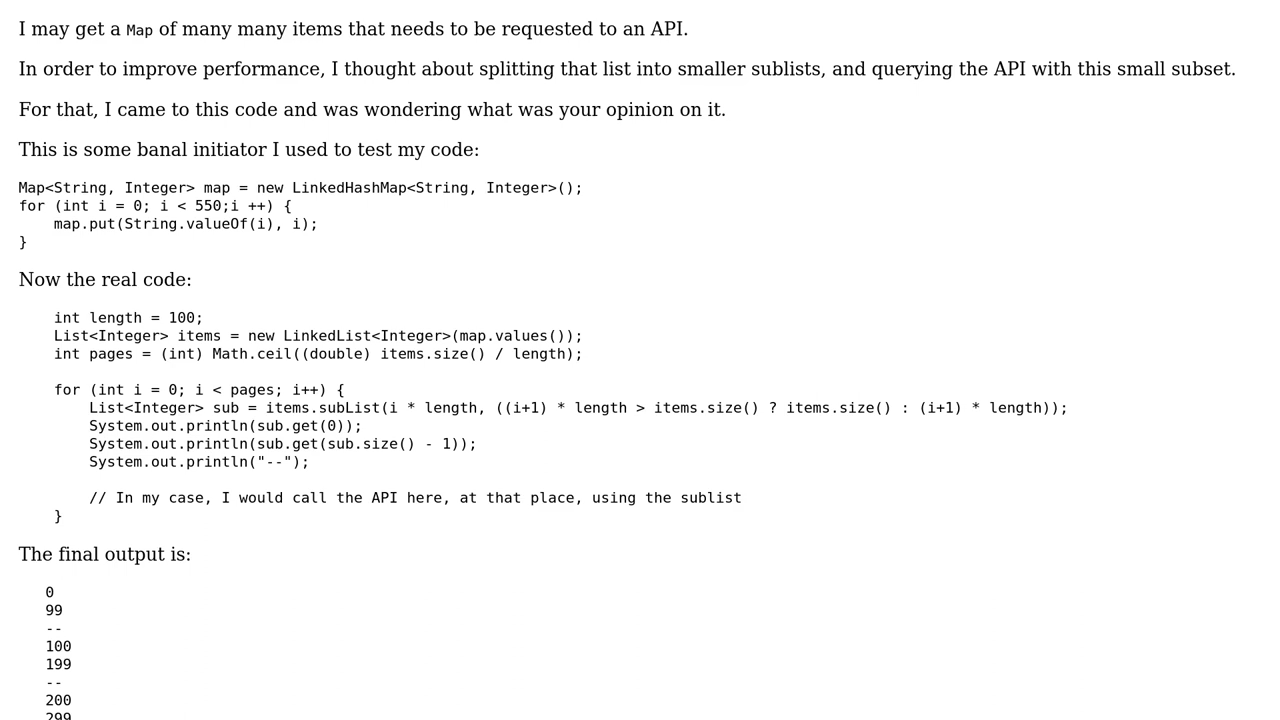 I may get a Map of many many items that needs to be requested to an API.
In order to improve performance, I thought about splitting that list into smaller sublists, and querying the API with this small subset.
For that, I came to this code and was wondering what was your opinion on it.
This is some banal initiator I used to test my code:
Map<String, Integer> map = new LinkedHashMap<String, Integer>();
for (int i = 0; i < 550;i ++) {
    map.put(String.valueOf(i), i);
}
Now the real code:
    int length = 100;
    List<Integer> items = new LinkedList<Integer>(map.values());
    int pages = (int) Math.ceil((double) items.size() / length);
    for (int i = 0; i < pages; i++) {
        List<Integer> sub = items.subList(i * length, ((i+1) * length > items.size() ? items.size() : (i+1) * length));
        System.out.println(sub.get(0));
        System.out.println(sub.get(sub.size() - 1));
        System.out.println("--");
        // In my case, I would call the API here, at that place, using the sublist
    }
The final output is:
   0
   99
   --
   100
   199
   --
   200
   299